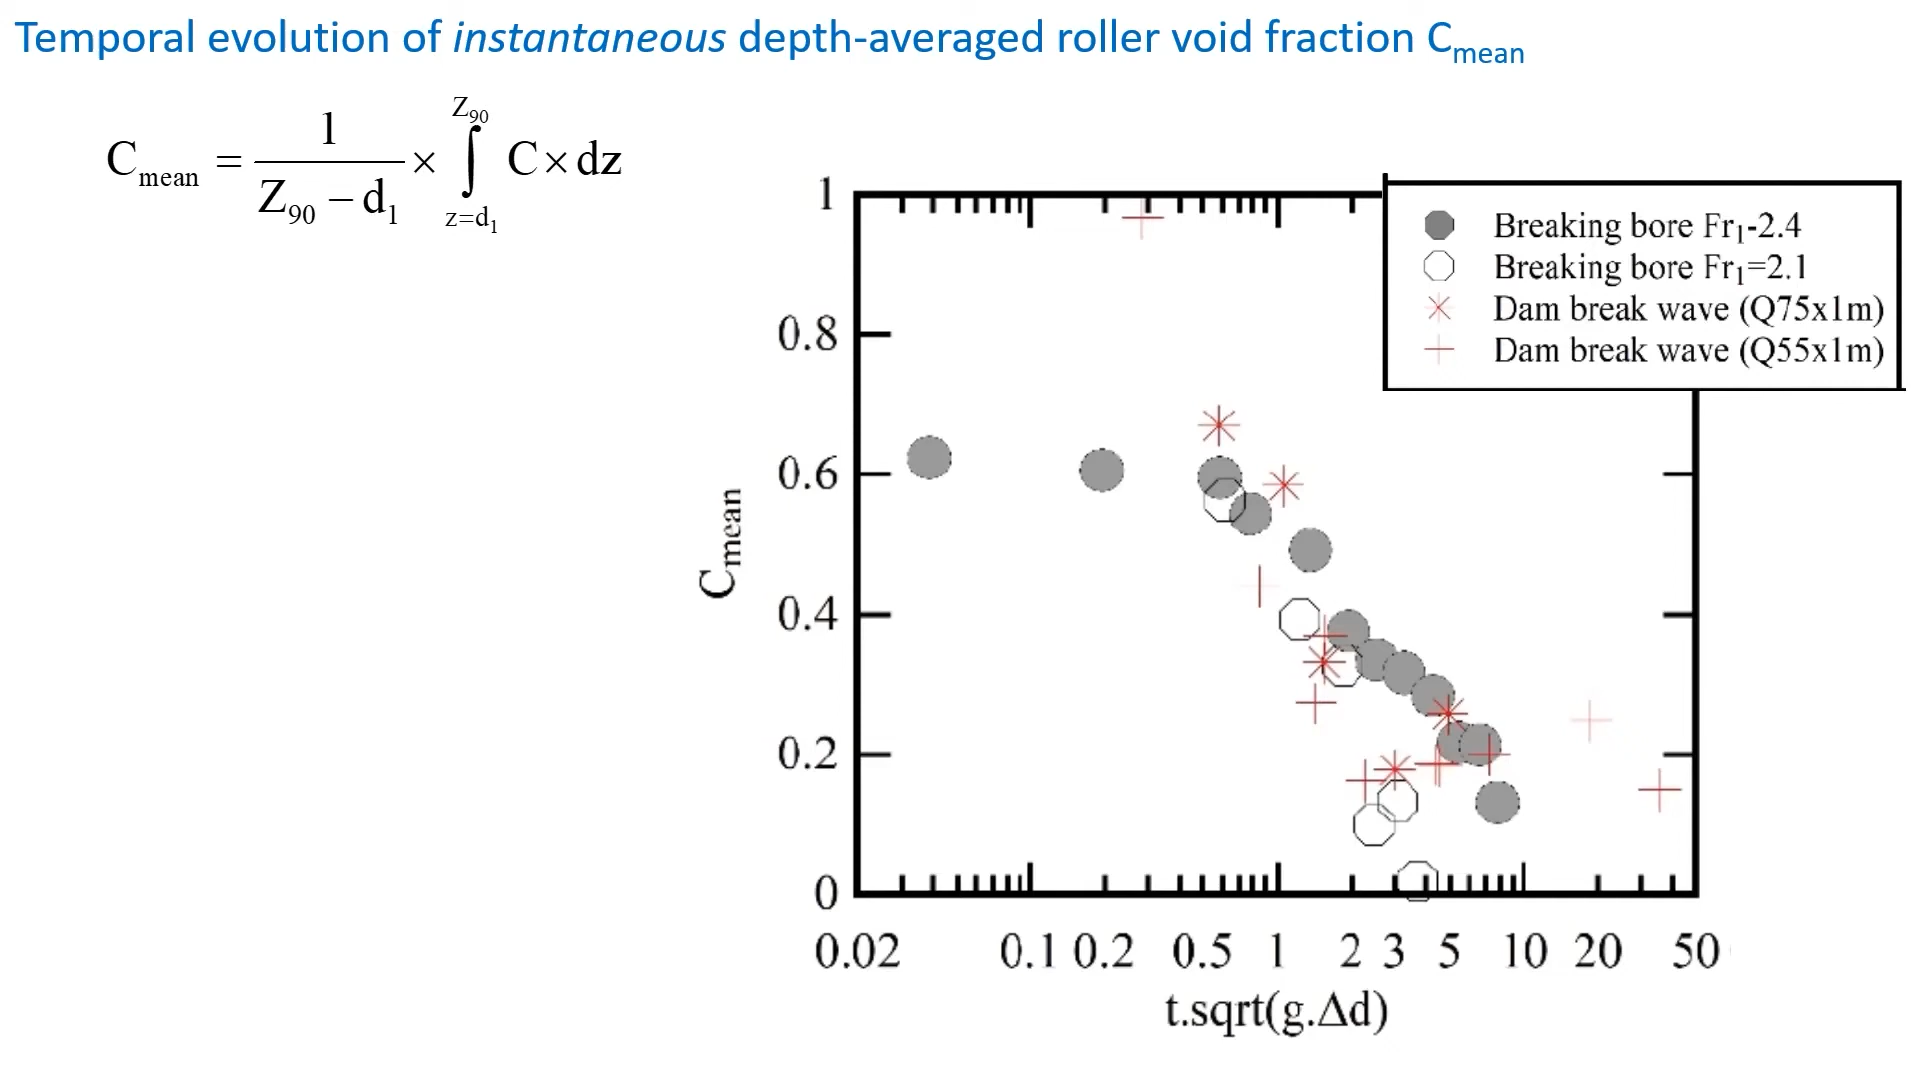 Temporal evolution of instantaneous depth-averaged roller void fraction Cmean
Cmean = 1 / (Z90 − d1) × ∫ z=d1 Z90 C × dz
Breaking bore Fr1-2.4
Breaking bore Fr1=2.1
Dam break wave (Q75x1m)
Dam break wave (Q55x1m)
1
0.8
0.6
0.4
0.2
0
Cmean
0.02 0.1 0.2 0.5 1 2 3 5 10 20 50
t.sqrt(g.Δd)